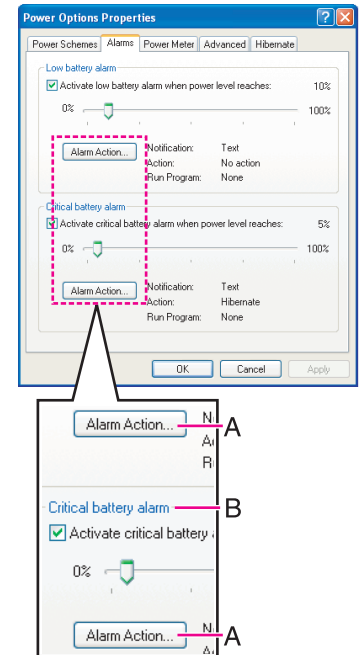 Power Options Properties
Power Schemes Alarms Power Meter Advanced Hibernate
Low battery alarm
Activate low battery alarm when power level reaches: 10%
0% 100%
Alarm Action... Notification: Text
Action: No action
Run Program: None
Critical battery alarm
Activate critical battery alarm when power level reaches: 5%
0% 100%
Alarm Action... Notification: Text
Action: Hibernate
Run Program: None
OK Cancel Apply
Alarm Action... A
Critical battery alarm B
Activate critical battery
0%
Alarm Action... A